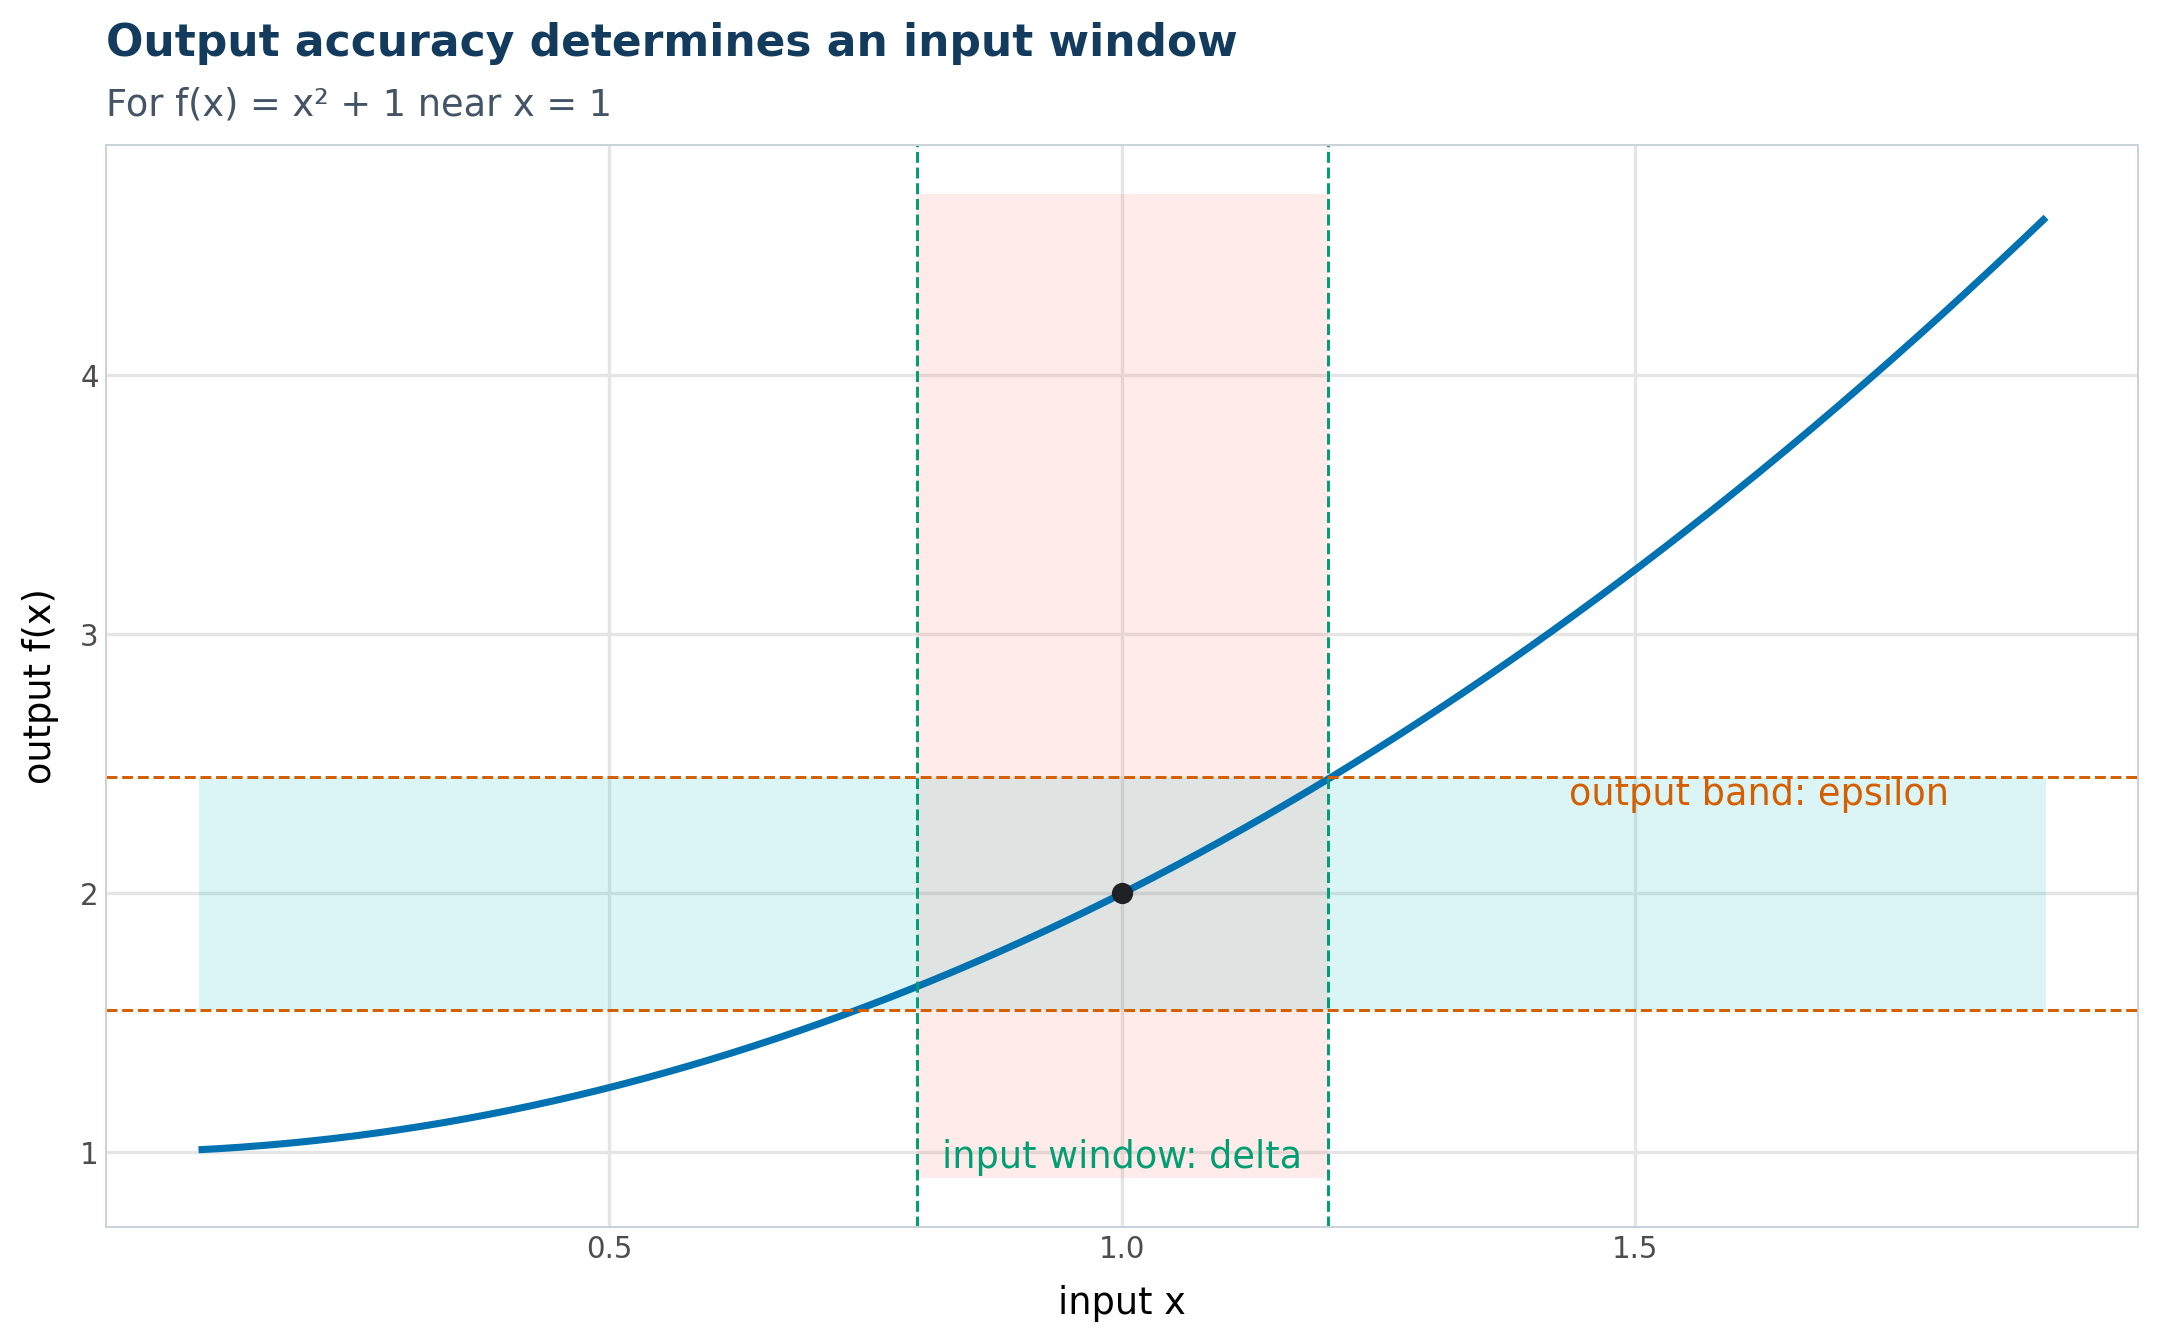 Output accuracy determines an input window
For f(x) = x² + 1 near x = 1
output f(x)
4
3
2
1
output band: epsilon
input window: delta
0.5
1.0
1.5
input x